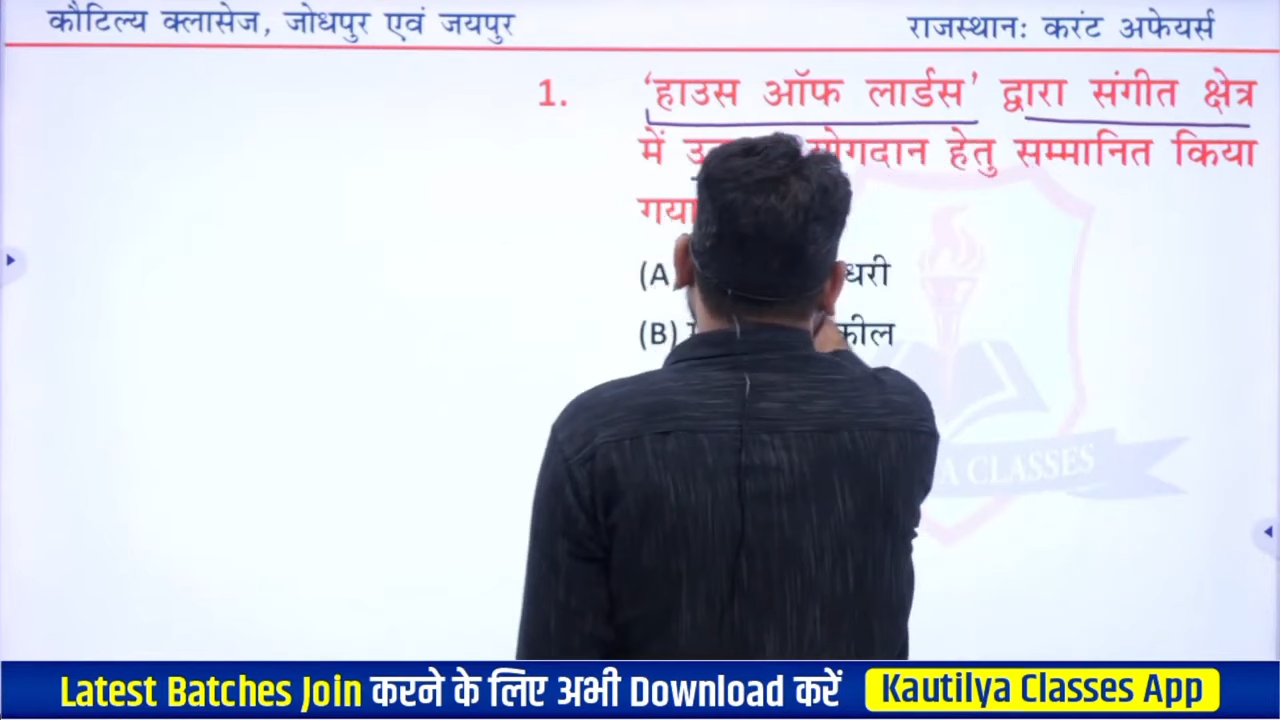 कौटिल्य क्लासेज, जोधपुर एवं जयपुर
राजस्थानः करंट अफेयर्स
1. ‘हाउस ऑफ लार्डस’ द्वारा संगीत क्षेत्र
में योगदान हेतु सम्मानित किया
गया
(A)
(B)
CLASSES
Latest Batches Join करने के लिए अभी Download करें Kautilya Classes App